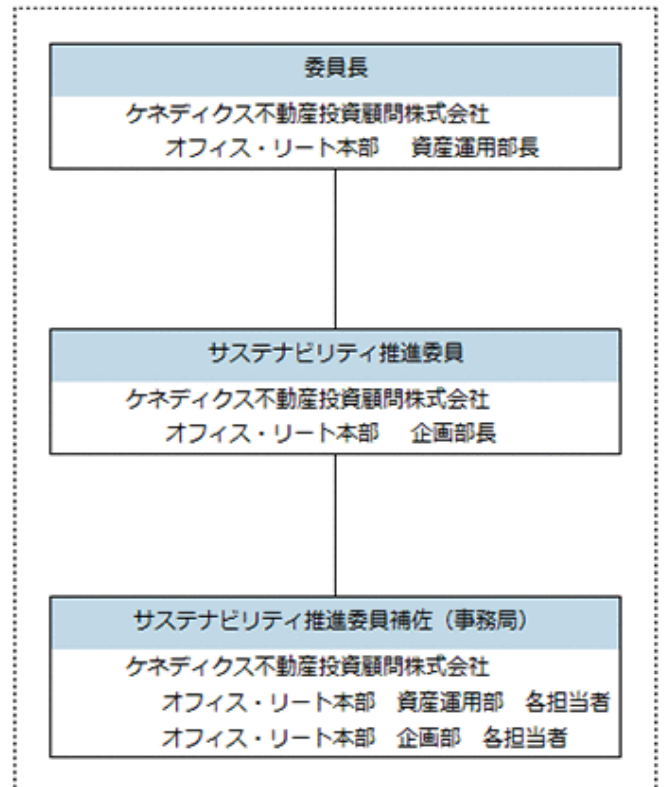 委員長
ケネディクス不動産投資顧問株式会社
オフィス・リート本部　資産運用部長
サステナビリティ推進委員
ケネディクス不動産投資顧問株式会社
オフィス・リート本部　企画部長
サステナビリティ推進委員補佐（事務局）
ケネディクス不動産投資顧問株式会社
オフィス・リート本部　資産運用部　各担当者
オフィス・リート本部　企画部　各担当者